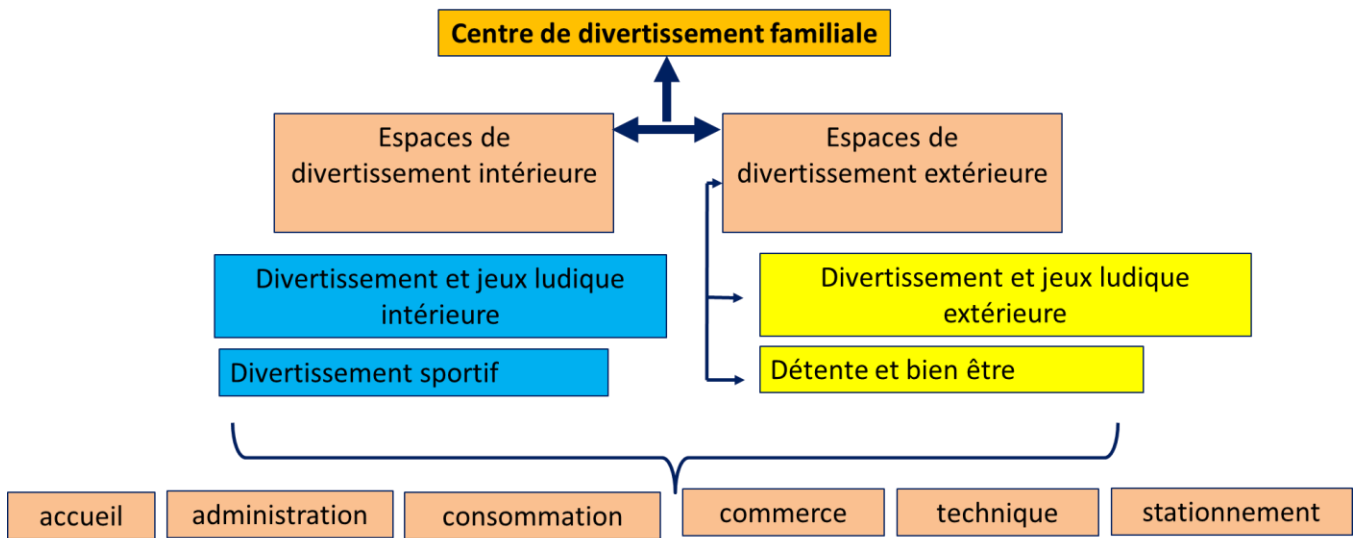 Centre de divertissement familiale
Espaces de
divertissement intérieure
Espaces de
divertissement extérieure
Divertissement et jeux ludique
intérieure
Divertissement et jeux ludique
extérieure
Divertissement sportif
Détente et bien être
accueil
administration
consommation
commerce
technique
stationnement